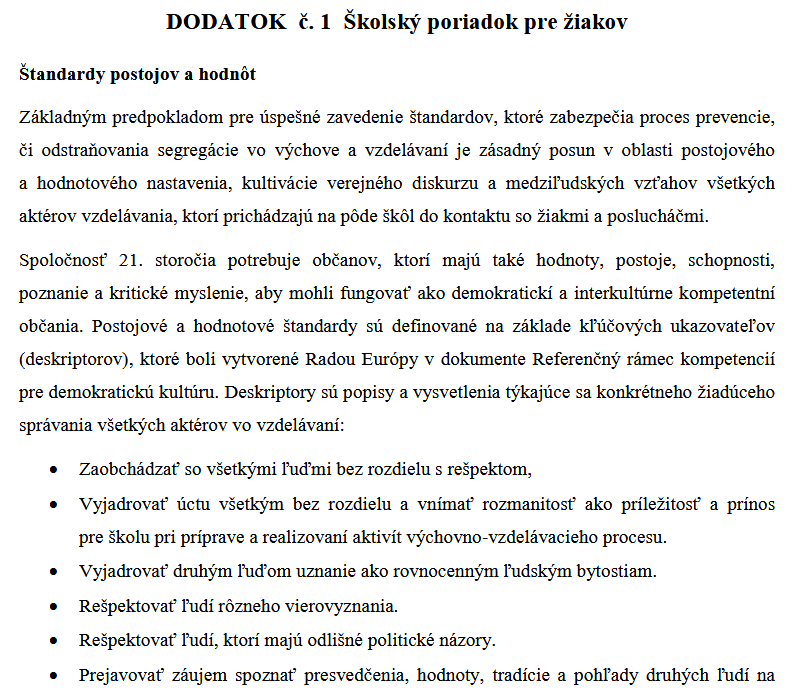 DODATOK č. 1 Školský poriadok pre žiakov
Štandardy postojov a hodnôt
Základným predpokladom pre úspešné zavedenie štandardov, ktoré zabezpečia proces prevencie,
či odstraňovania segregácie vo výchove a vzdelávaní je zásadný posun v oblasti postojového
a hodnotového nastavenia, kultivácie verejného diskurzu a medziľudských vzťahov všetkých
aktérov vzdelávania, ktorí prichádzajú na pôde škôl do kontaktu so žiakmi a poslucháčmi.
Spoločnosť 21. storočia potrebuje občanov, ktorí majú také hodnoty, postoje, schopnosti,
poznanie a kritické myslenie, aby mohli fungovať ako demokratickí a interkultúrne kompetentní
občania. Postojové a hodnotové štandardy sú definované na základe kľúčových ukazovateľov
(deskriptorov), ktoré boli vytvorené Radou Európy v dokumente Referenčný rámec kompetencií
pre demokratickú kultúru. Deskriptory sú popisy a vysvetlenia týkajúce sa konkrétneho žiadúceho
správania všetkých aktérov vo vzdelávaní:
• Zaobchádzať so všetkými ľuďmi bez rozdielu s rešpektom,
• Vyjadrovať úctu všetkým bez rozdielu a vnímať rozmanitosť ako príležitosť a prínos
pre školu pri príprave a realizovaní aktivít výchovno-vzdelávacieho procesu.
• Vyjadrovať druhým ľuďom uznanie ako rovnocenným ľudským bytostiam.
• Rešpektovať ľudí rôzneho vierovyznania.
• Rešpektovať ľudí, ktorí majú odlišné politické názory.
• Prejavovať záujem spoznať presvedčenia, hodnoty, tradície a pohľady druhých ľudí na